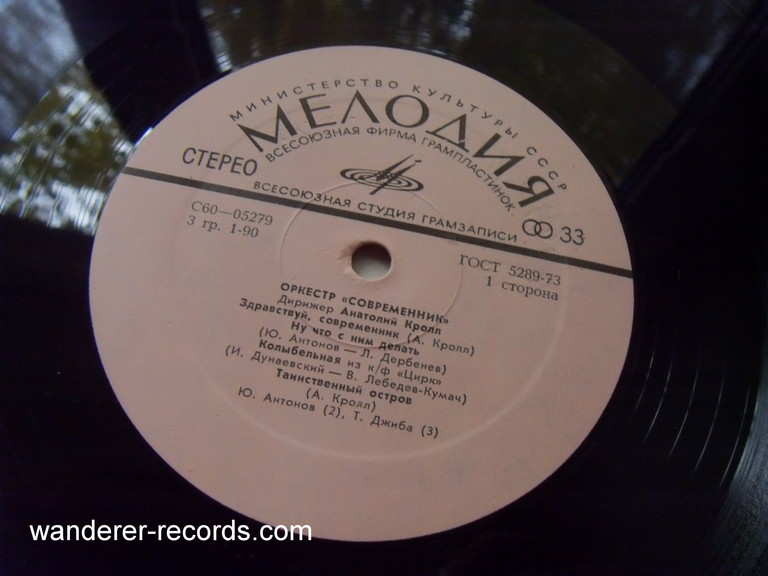 МИНИСТЕРСТВО КУЛЬТУРЫ СССР
МЕЛОДИЯ
ВСЕСОЮЗНАЯ ФИРМА ГРАМПЛАСТИНОК
СТЕРЕО
ВСЕСОЮЗНАЯ СТУДИЯ ГРАМЗАПИСИ
33
С60—05279
3 гр. 1-90
ГОСТ 5289-73
1 сторона
ОРКЕСТР «СОВРЕМЕННИК»
Дирижер Анатолий Кролл
Здравствуй, современник (А. Кролл)
Ну что с ним делать
(Ю. Антонов — Л. Дербенев)
Колыбельная из к/ф «Цирк»
(И. Дунаевский — В. Лебедев-Кумач)
Таинственный остров
(А. Кролл)
Ю. Антонов (2), Т. Джиба (3)
wanderer-records.com